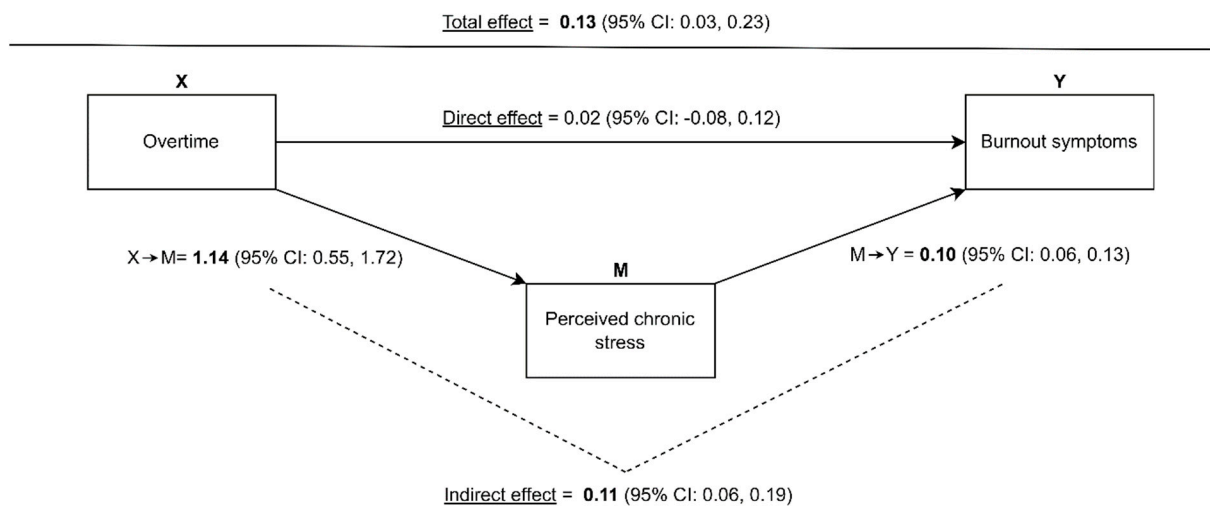 Total effect = 0.13 (95% CI: 0.03, 0.23)
X
Y
Direct effect = 0.02 (95% CI: -0.08, 0.12)
Overtime
Burnout symptoms
X→M= 1.14 (95% CI: 0.55, 1.72)
M→Y = 0.10 (95% CI: 0.06, 0.13)
M
Perceived chronic
stress
Indirect effect = 0.11 (95% CI: 0.06, 0.19)